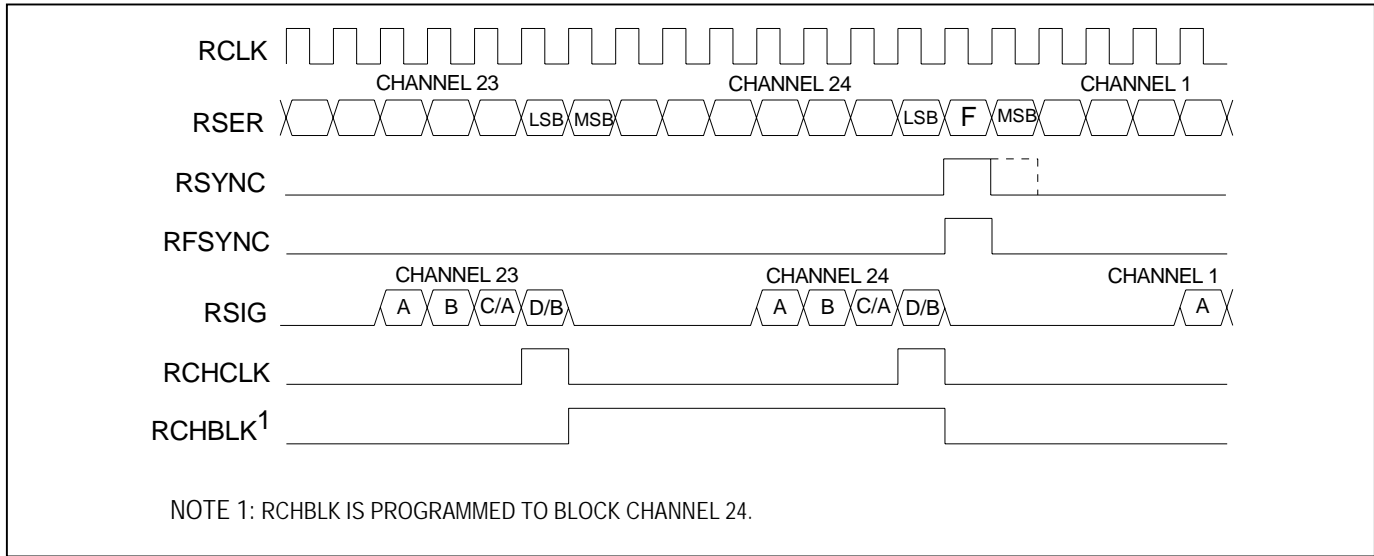 RCLK
CHANNEL 23 CHANNEL 24 CHANNEL 1
RSER LSB MSB LSB F MSB
RSYNC
RFSYNC
CHANNEL 23 CHANNEL 24 CHANNEL 1
RSIG A B C/A D/B A B C/A D/B A
RCHCLK
RCHBLK1
NOTE 1: RCHBLK IS PROGRAMMED TO BLOCK CHANNEL 24.